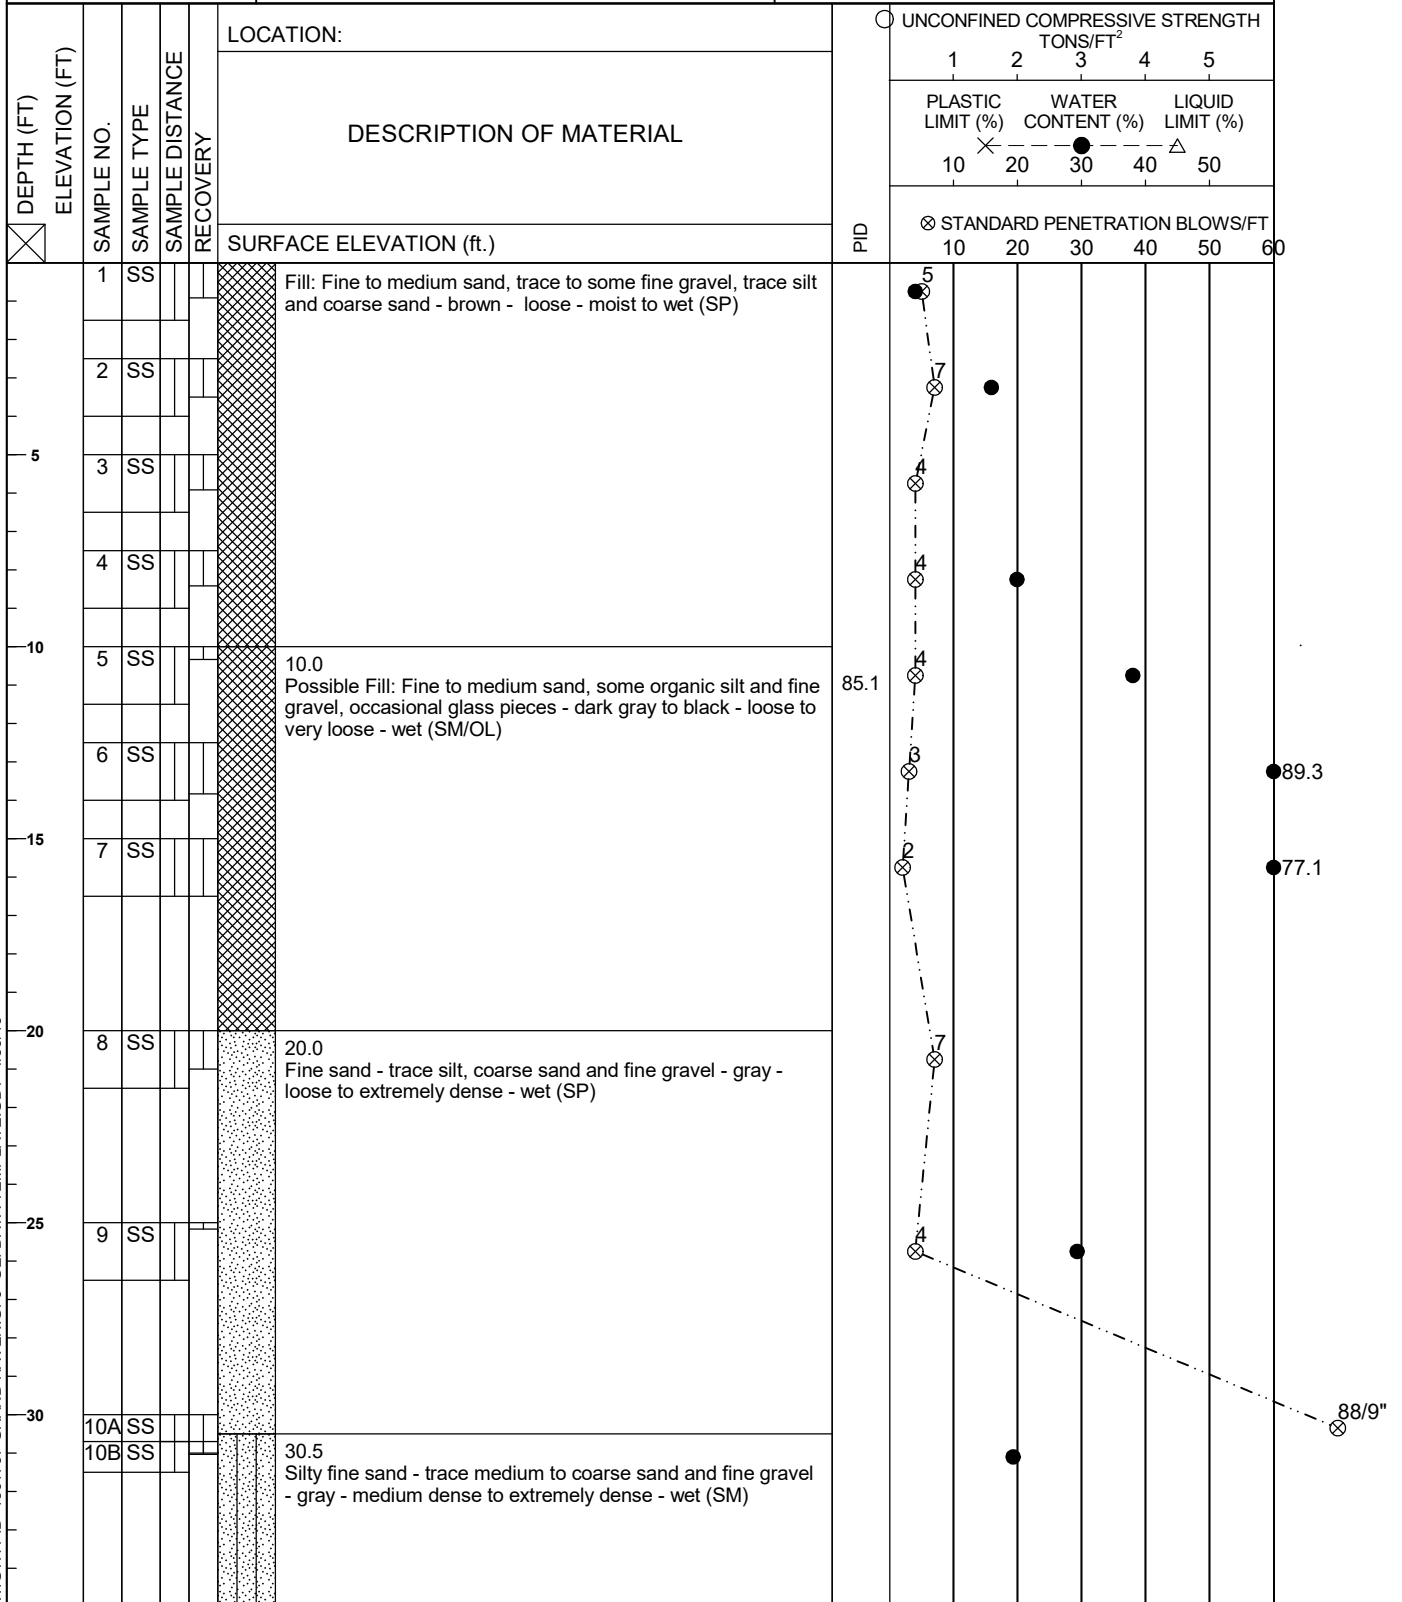 LOCATION:
DEPTH (FT)
ELEVATION (FT)
SAMPLE NO.
SAMPLE TYPE
SAMPLE DISTANCE
RECOVERY
DESCRIPTION OF MATERIAL
SURFACE ELEVATION (ft.)
PID
UNCONFINED COMPRESSIVE STRENGTH
TONS/FT2
1 2 3 4 5
PLASTIC WATER LIQUID
LIMIT (%) CONTENT (%) LIMIT (%)
10 20 30 40 50
STANDARD PENETRATION BLOWS/FT
10 20 30 40 50 60
1 SS
Fill: Fine to medium sand, trace to some fine gravel, trace silt
and coarse sand - brown - loose - moist to wet (SP)
5
2 SS
7
5
3 SS
4
4 SS
4
10
5 SS
10.0
Possible Fill: Fine to medium sand, some organic silt and fine
gravel, occasional glass pieces - dark gray to black - loose to
very loose - wet (SM/OL)
85.1
4
6 SS
3
89.3
15
7 SS
2
77.1
20
8 SS
20.0
Fine sand - trace silt, coarse sand and fine gravel - gray -
loose to extremely dense - wet (SP)
7
25
9 SS
4
30
10A SS
88/9"
10B SS
30.5
Silty fine sand - trace medium to coarse sand and fine gravel
- gray - medium dense to extremely dense - wet (SM)